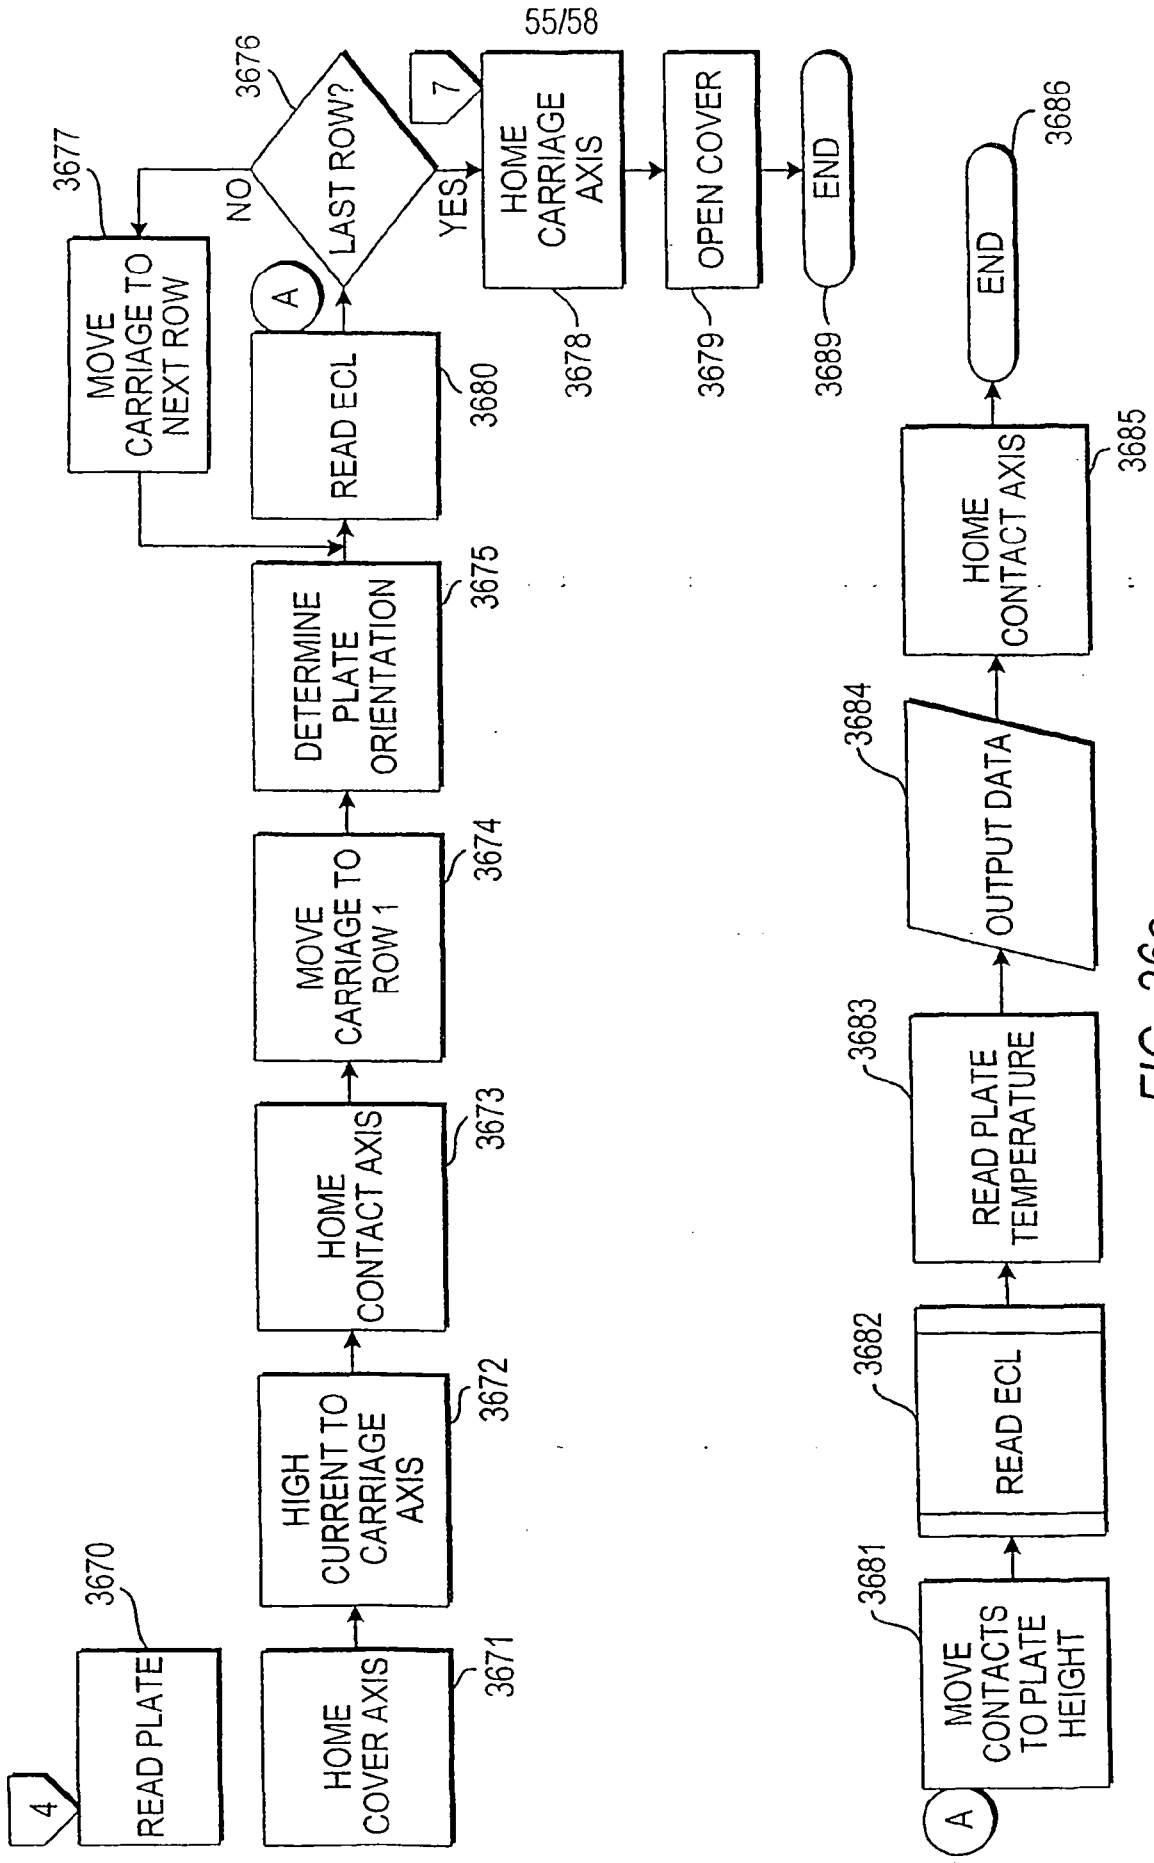 55/58
4
READ PLATE
3670
HOME
COVER AXIS
3671
HIGH
CURRENT TO
CARRIAGE
AXIS
3672
HOME
CONTACT AXIS
3673
MOVE
CARRIAGE TO
ROW 1
3674
DETERMINE
PLATE
ORIENTATION
3675
READ ECL
3680
A
LAST ROW?
3676
NO
MOVE
CARRIAGE TO
NEXT ROW
3677
YES
7
HOME
CARRIAGE
AXIS
3678
OPEN COVER
3679
END
3689
A
MOVE
CONTACTS
TO PLATE
HEIGHT
3681
READ ECL
3682
READ PLATE
TEMPERATURE
3683
OUTPUT DATA
3684
HOME
CONTACT AXIS
3685
END
3686